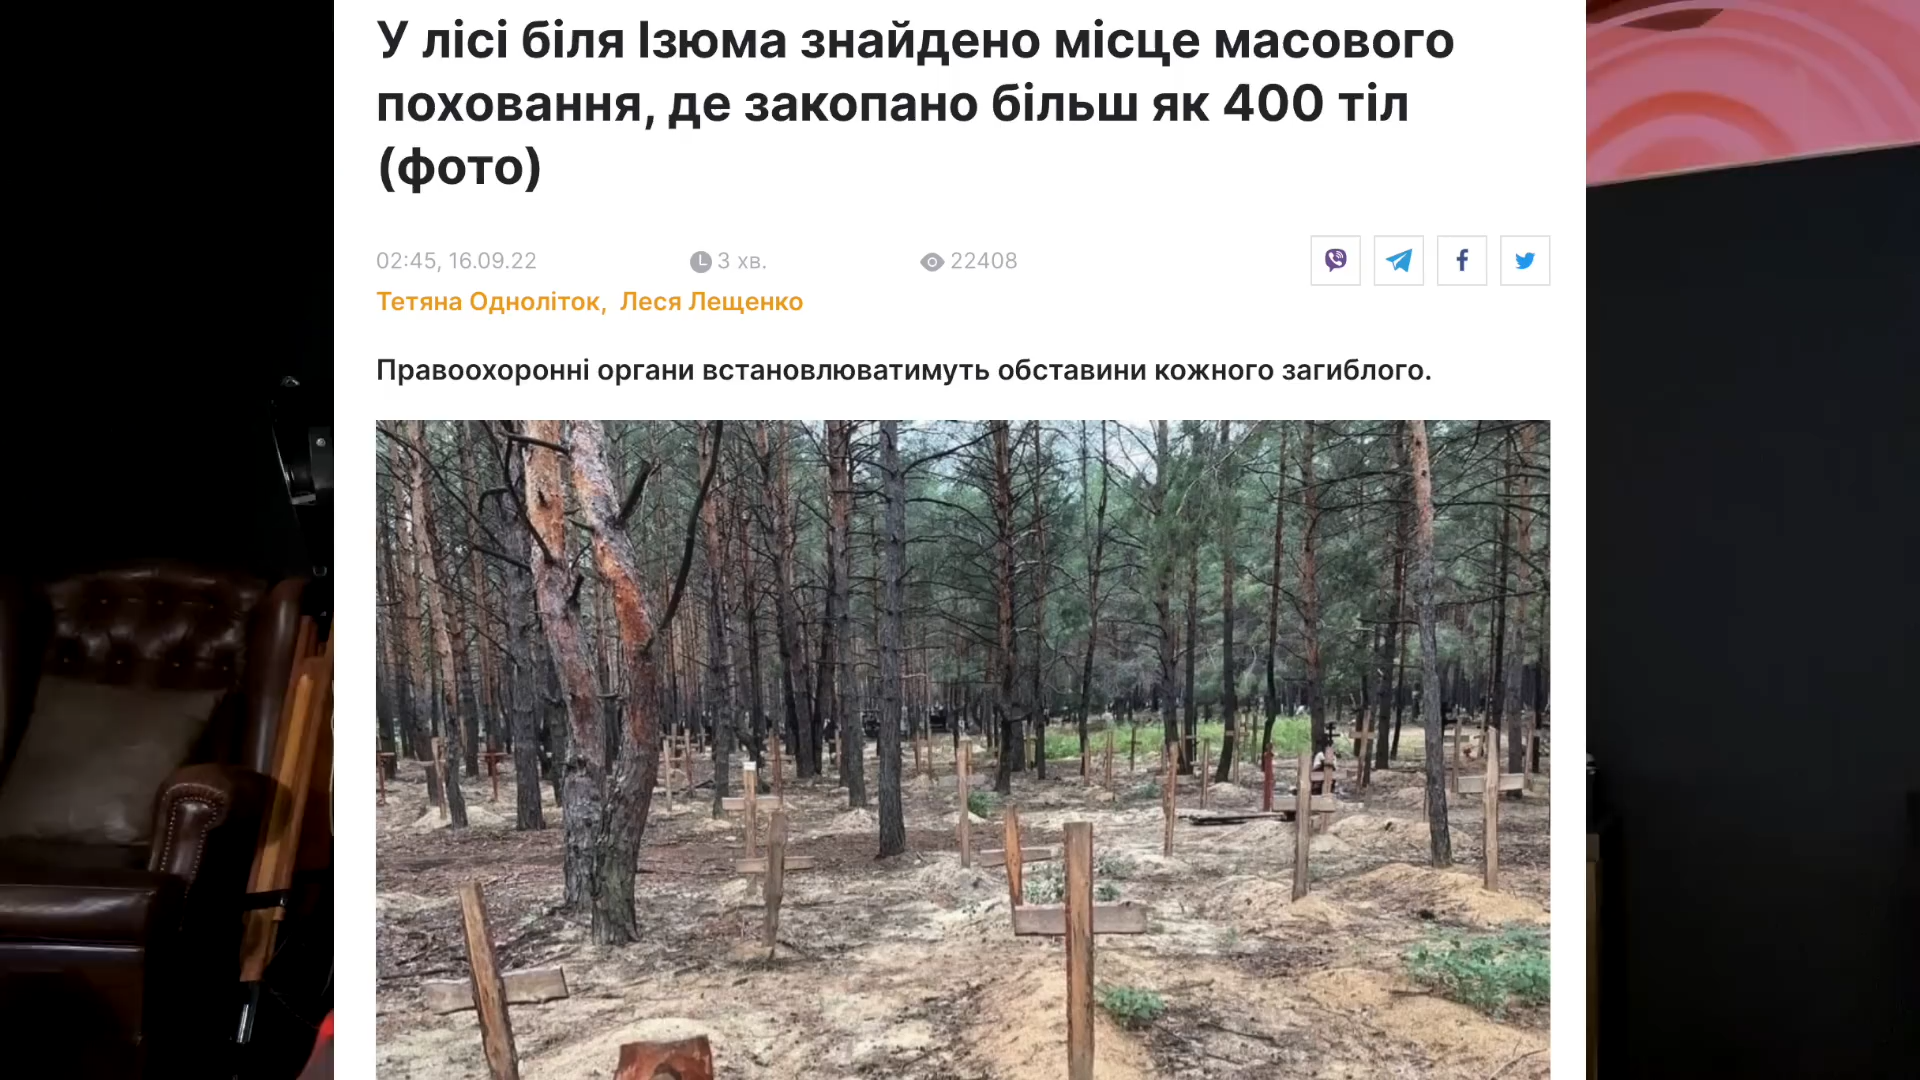 У лісі біля Ізюма знайдено місце масового
поховання, де закопано більш як 400 тіл
(фото)
02:45, 16.09.22 3 хв. 22408
Тетяна Одноліток, Леся Лещенко
Правоохоронні органи встановлюватимуть обставини кожного загиблого.